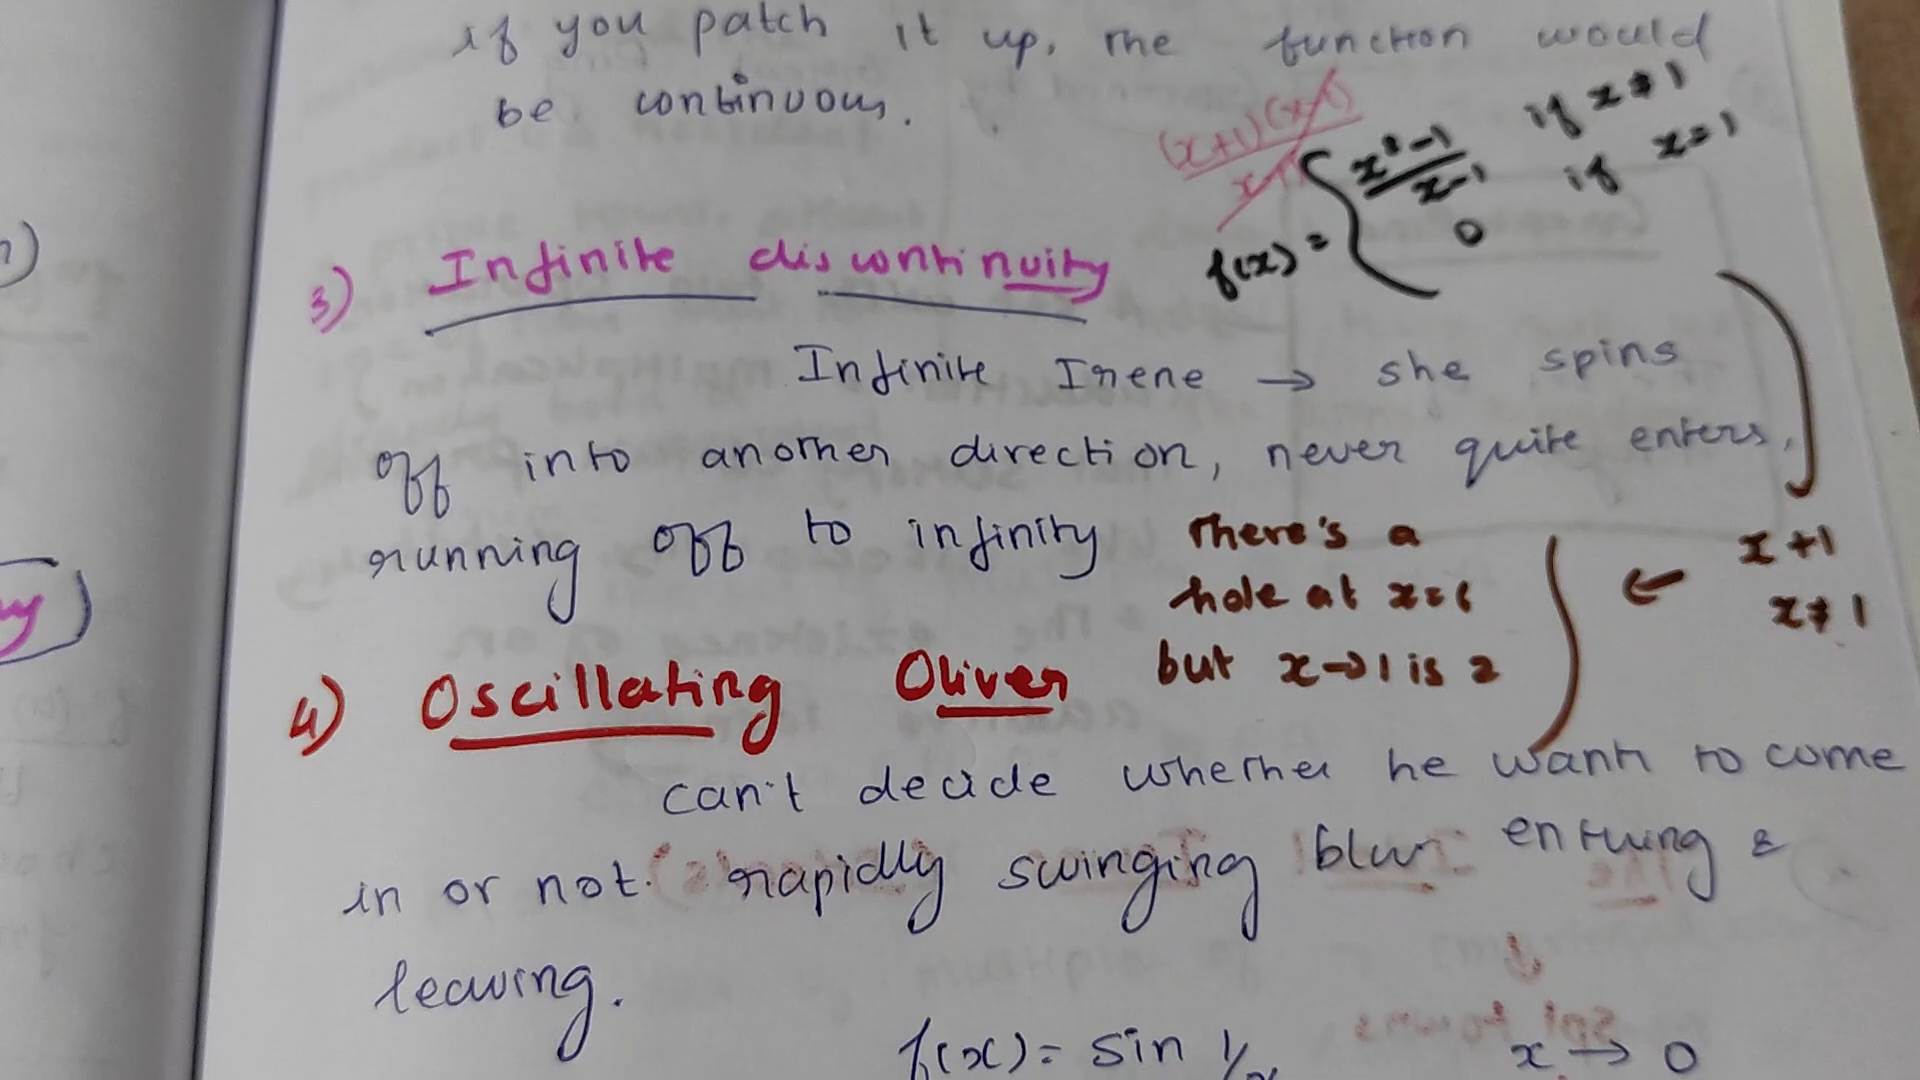 if you patch it up, the function would
be continuous.
(x+1)(x-1)
f(x) = { x²-1 / x-1 if x ≠ 1
0 if x = 1
3) Infinite discontinuity
Infinite Irene → she spins
off into another direction, never quite enters,
running off to infinity
There's a
hole at x=1
but x→1 is 2
← x+1
x≠1
4) Oscillating Oliver
can't decide whether he wants to come
in or not. rapidly swinging blur entering &
leaving.
f(x) = sin 1/x x → 0